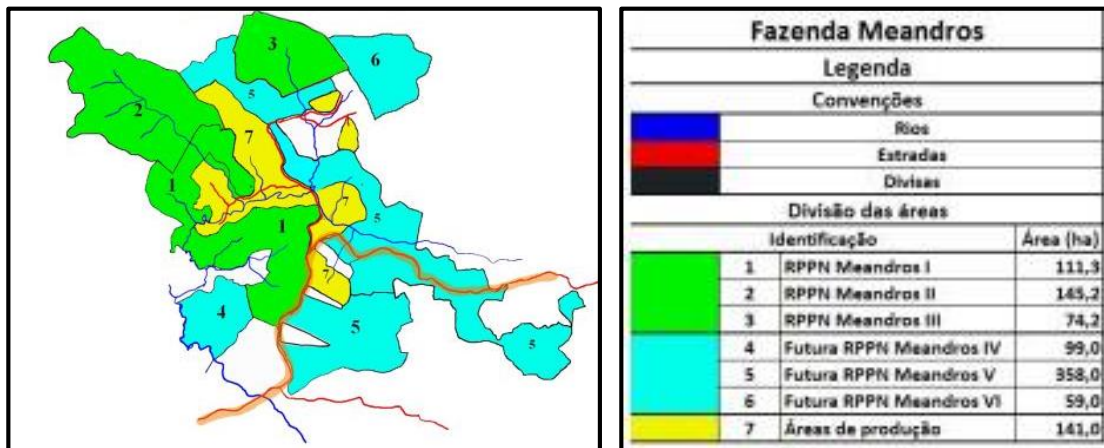 3
6
5
2
7
1
7
5
1
7
4
5
5
Fazenda Meandros
Legenda
Convenções
Rios
Estradas
Divisas
Divisão das áreas
Identificação Área (ha)
1 RPPN Meandros I 111,3
2 RPPN Meandros II 145,2
3 RPPN Meandros III 74,2
4 Futura RPPN Meandros IV 99,0
5 Futura RPPN Meandros V 358,0
6 Futura RPPN Meandros VI 59,0
7 Áreas de produção 141,0